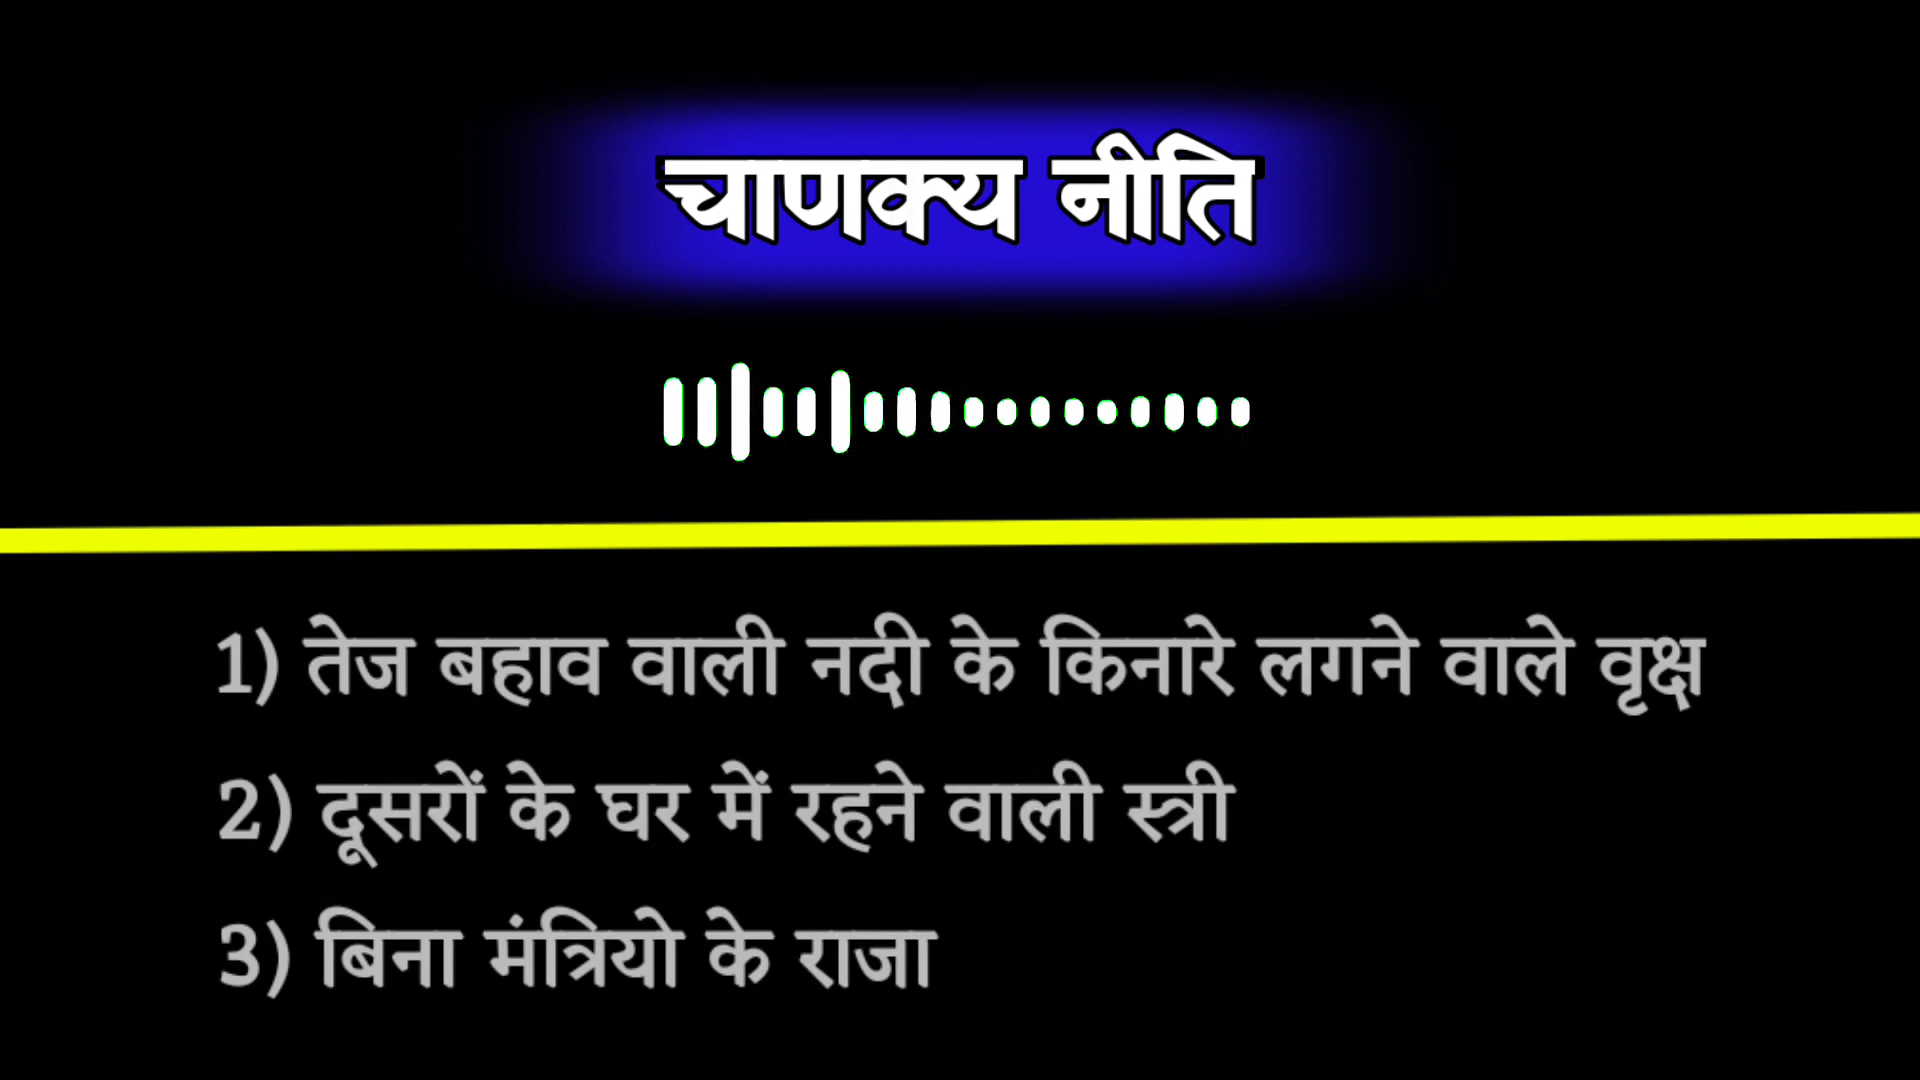 चाणक्य नीति
1) तेज बहाव वाली नदी के किनारे लगने वाले वृक्ष
2) दूसरों के घर में रहने वाली स्त्री
3) बिना मंत्रियो के राजा